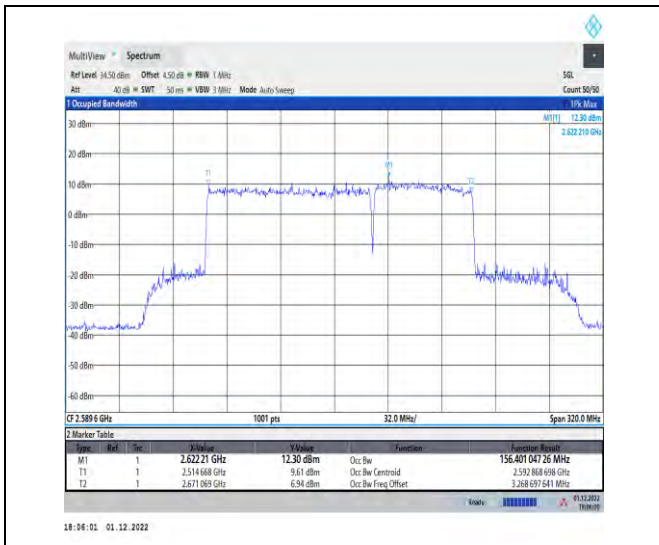 MultiView Spectrum
Ref Level 34.50 dBm Offset 4.50 dB RBW 1 MHz SGL
Att 40 dB SWT 50 ms VBW 3 MHz Mode Auto Sweep Count 50/50
1 Occupied Bandwidth 1Pk Max
M1[1] 12.30 dBm
30 dBm
2.622 210 GHz
20 dBm
M1
T1
T2
10 dBm
0 dBm
-10 dBm
-20 dBm
-30 dBm
-40 dBm
-50 dBm
-60 dBm
CF 2.589 6 GHz 1001 pts 32.0 MHz/ Span 320.0 MHz
2 Marker Table
Type Ref Trc X-Value Y-Value Function Function Result
M1 1 2.62221 GHz 12.30 dBm Occ Bw 156.401 047 26 MHz
T1 1 2.514 668 GHz 9.61 dBm Occ Bw Centroid 2.592 868 698 GHz
T2 1 2.671 069 GHz 6.94 dBm Occ Bw Freq Offset 3.268 697 641 MHz
Ready 01.12.2022
18:06:01 01.12.2022